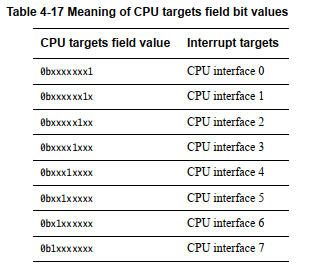 Table 4-17 Meaning of CPU targets field bit values
CPU targets field value Interrupt targets
0bxxxxxxx1 CPU interface 0
0bxxxxxx1x CPU interface 1
0bxxxxx1xx CPU interface 2
0bxxxx1xxx CPU interface 3
0bxxx1xxxx CPU interface 4
0bxx1xxxxx CPU interface 5
0bx1xxxxxx CPU interface 6
0b1xxxxxxx CPU interface 7